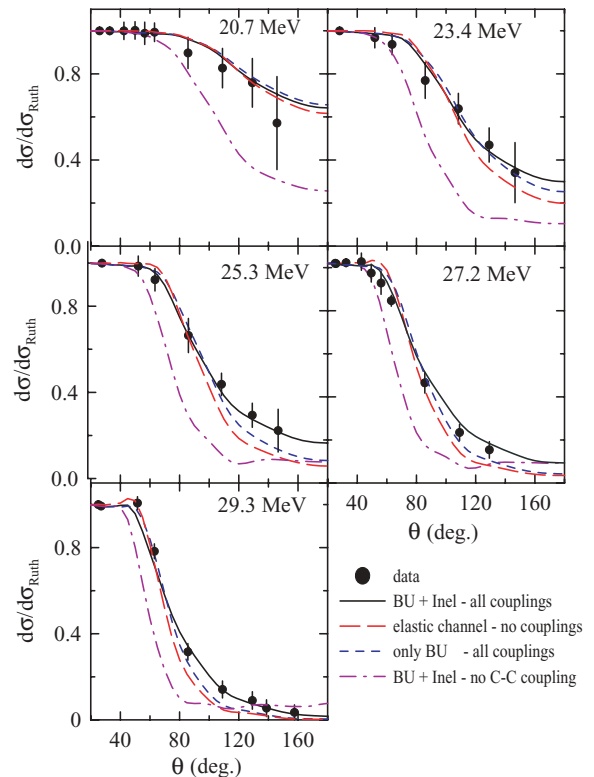 20.7 MeV
23.4 MeV
0.8
0.4
0.0
dσ/dσRuth
25.3 MeV
27.2 MeV
0.8
0.4
0.0
dσ/dσRuth
80 120 160
θ (deg.)
29.3 MeV
0.8
0.4
0
dσ/dσRuth
40 80 120 160
θ (deg.)
data
BU + Inel - all couplings
elastic channel - no couplings
only BU - all couplings
BU + Inel - no C-C coupling